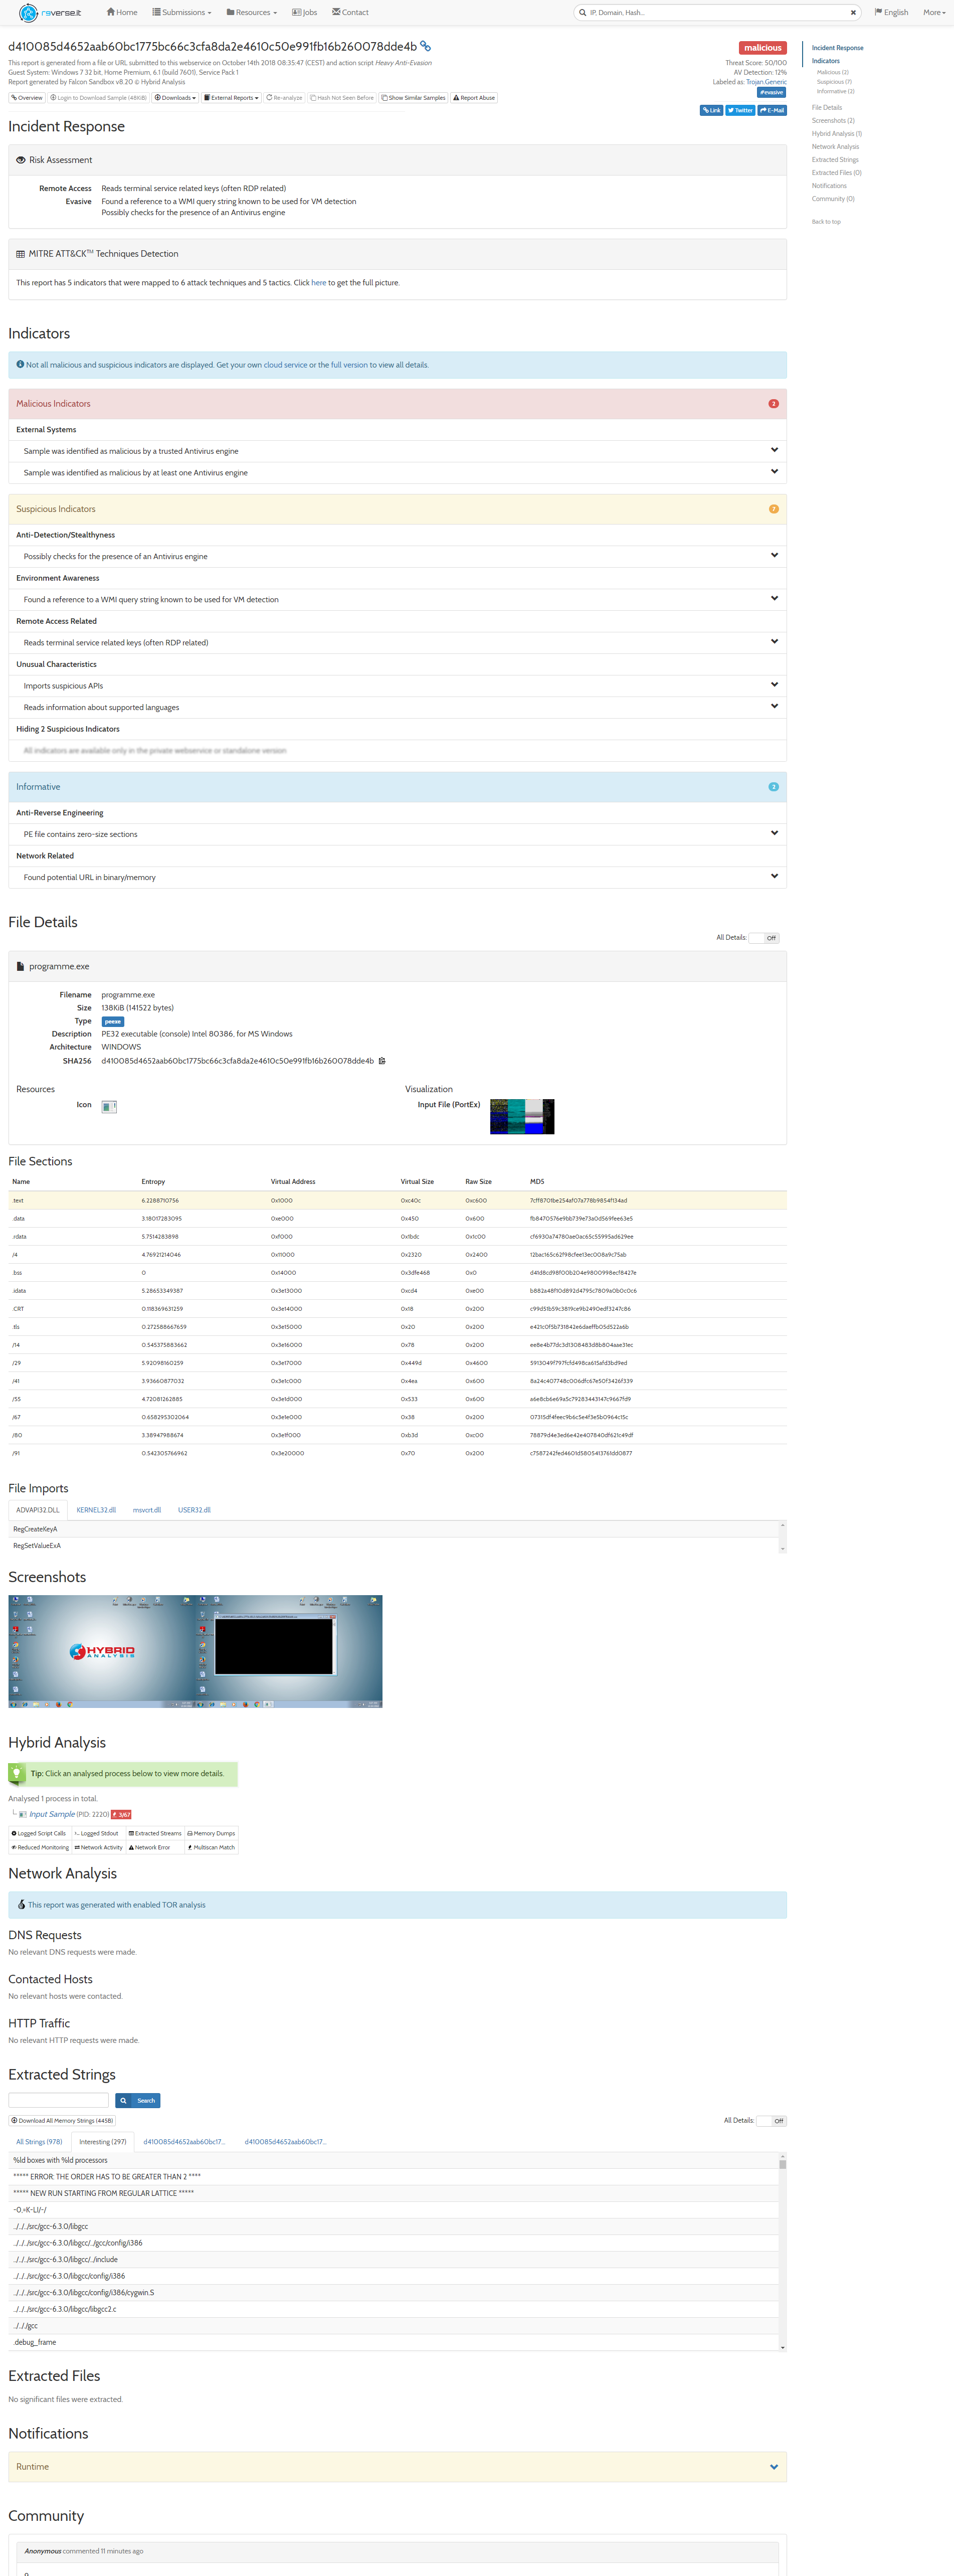 reverse.it
Home Submissions Resources Jobs Contact IP, Domain, Hash... English More
d410085d4652aab60bc1775bc66c3cfa8da2e4610c50e991fb16b260078dde4b
malicious
This report is generated from a file or URL submitted to this webservice on October 14th 2018 08:35:47 (CEST) and action script Heavy Anti-Evasion
Guest System: Windows 7 32 bit, Home Premium, 6.1 (build 7601), Service Pack 1
Report generated by Falcon Sandbox v8.20 © Hybrid Analysis
Threat Score: 50/100
AV Detection: 12%
Labeled as: Trojan.Generic
#evasive
Overview Login to Download Sample (48KiB) Downloads External Reports Re-analyze Hash Not Seen Before Show Similar Samples Report Abuse
Link Twitter E-Mail
Incident Response
Indicators
Malicious (2)
Suspicious (7)
Informative (2)
File Details
Screenshots (2)
Hybrid Analysis (1)
Network Analysis
Extracted Strings
Extracted Files (0)
Notifications
Community (0)
Back to top
Incident Response
Risk Assessment
Remote Access Reads terminal service related keys (often RDP related)
Evasive Found a reference to a WMI query string known to be used for VM detection
Possibly checks for the presence of an Antivirus engine
MITRE ATT&CK™ Techniques Detection
This report has 5 indicators that were mapped to 6 attack techniques and 5 tactics. Click here to get the full picture.
Indicators
Not all malicious and suspicious indicators are displayed. Get your own cloud service or the full version to view all details.
Malicious Indicators 2
External Systems
Sample was identified as malicious by a trusted Antivirus engine
Sample was identified as malicious by at least one Antivirus engine
Suspicious Indicators 7
Anti-Detection/Stealthyness
Possibly checks for the presence of an Antivirus engine
Environment Awareness
Found a reference to a WMI query string known to be used for VM detection
Remote Access Related
Reads terminal service related keys (often RDP related)
Unusual Characteristics
Imports suspicious APIs
Reads information about supported languages
Hiding 2 Suspicious Indicators
All indicators are available only in the private webservice or standalone version
Informative
Anti-Reverse Engineering
PE file contains zero-size sections
Network Related
Found potential URL in binary/memory
File Details
All Details: Off
programme.exe
Filename programme.exe
Size 138KiB (141522 bytes)
Type peexe
Description PE32 executable (console) Intel 80386, for MS Windows
Architecture WINDOWS
SHA256 d410085d4652aab60bc1775bc66c3cfa8da2e4610c50e991fb16b260078dde4b
Resources
Icon
Visualization
Input File (PortEx)
File Sections
Name Entropy Virtual Address Virtual Size Raw Size MD5
.text 6.2288710756 0x1000 0xc40c 0xc600 7cff8701be254af07a778b9854f134ad
.data 3.18017283095 0xe000 0x450 0x600 fb8470576e9bb739e73a0d569fee63e5
.rdata 5.7514283898 0xf000 0x1bdc 0x1c00 cf6930a74780ae0ac65c55995ad629ee
/4 4.76921214046 0x11000 0x2320 0x2400 12bac165c62f98cfee13ec008a9c75ab
.bss 0 0x14000 0x3dfe468 0x0 d41d8cd98f00b204e9800998ecf8427e
.idata 5.28653349387 0x3e13000 0xcd4 0xe00 b882a48f10d892d4795c7809a0b0c0c6
.CRT 0.118369631259 0x3e14000 0x18 0x200 c99d51b59c3819ce9b2490edf3247c86
.tls 0.272588667659 0x3e15000 0x20 0x200 e421c0f5b731842e6daeffb05d522a6b
/14 0.545375883662 0x3e16000 0x78 0x200 ee8e4b77dc3d1308483d8b804aae31ec
/29 5.92098160259 0x3e17000 0x449d 0x4600 5913049f797fcfd498ca615afd3bd9ed
/41 3.93660877032 0x3e1c000 0x4ea 0x600 8a24c407748c006dfc67e50f3426f339
/55 4.72081262885 0x3e1d000 0x533 0x600 a6e8cb6e69a5c79283443147c9667fd9
/67 0.658295302064 0x3e1e000 0x38 0x200 07315df4feec9b6c5e4f3e5b0964c15c
/80 3.38947988674 0x3e1f000 0xb3d 0xc00 78879d4e3ed6e42e407840df621c49df
/91 0.542305766962 0x3e20000 0x70 0x200 c7587242fed4601d5805413761dd0877
File Imports
ADVAPI32.DLL KERNEL32.dll msvcrt.dll USER32.dll
RegCreateKeyA
RegSetValueExA
Screenshots
HYBRID
ANALYSIS
Hybrid Analysis
Tip: Click an analysed process below to view more details.
Analysed 1 process in total.
Input Sample (PID: 2220) 3/67
Logged Script Calls Logged Stdout Extracted Streams Memory Dumps
Reduced Monitoring Network Activity Network Error Multiscan Match
Network Analysis
This report was generated with enabled TOR analysis
DNS Requests
No relevant DNS requests were made.
Contacted Hosts
No relevant hosts were contacted.
HTTP Traffic
No relevant HTTP requests were made.
Extracted Strings
Search
Download All Memory Strings (445B)
All Details: Off
All Strings (978) Interesting (297) d410085d4652aab60bc17... d410085d4652aab60bc17...
%ld boxes with %ld processors
***** ERROR: THE ORDER HAS TO BE GREATER THAN 2 ****
***** NEW RUN STARTING FROM REGULAR LATTICE *****
-0.=K-LI/-/
../../../src/gcc-6.3.0/libgcc
../../../src/gcc-6.3.0/libgcc/../gcc/config/i386
../../../src/gcc-6.3.0/libgcc/../include
../../../src/gcc-6.3.0/libgcc/config/i386
../../../src/gcc-6.3.0/libgcc/config/i386/cygwin.S
../../../src/gcc-6.3.0/libgcc/libgcc2.c
../.././gcc
.debug_frame
Extracted Files
No significant files were extracted.
Notifications
Runtime
Community
Anonymous commented 11 minutes ago